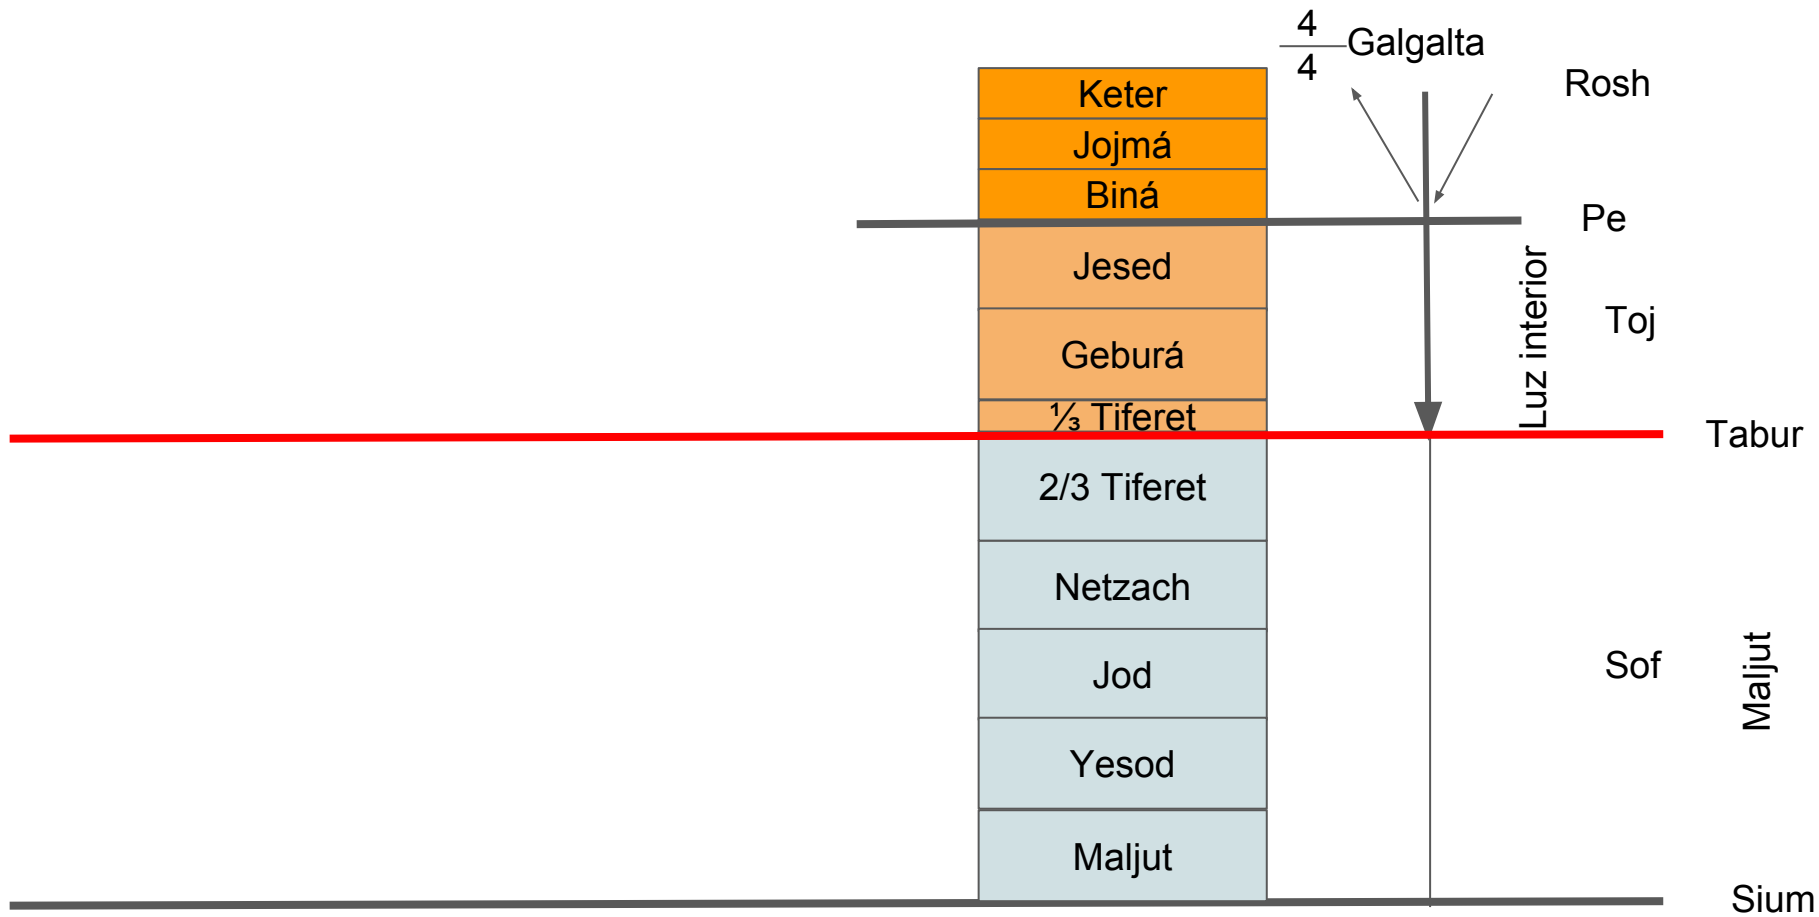 4
4
Galgalta
Rosh
Keter
Jojmá
Biná
Pe
Jesed
Luz interior
Toj
Geburá
⅓ Tiferet
Tabur
2/3 Tiferet
Netzach
Jod
Sof
Maljut
Yesod
Maljut
Sium